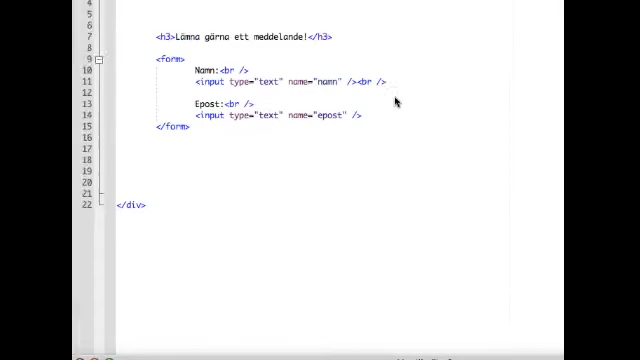 4
5
6
7 <h3>Lämna gärna ett meddelande!</h3>
8
9 <form>
10 Namn:<br />
11 <input type="text" name="namn" /><br />
12
13 Epost:<br />
14 <input type="text" name="epost" />
15 </form>
16
17
18
19
20
21
22 </div>